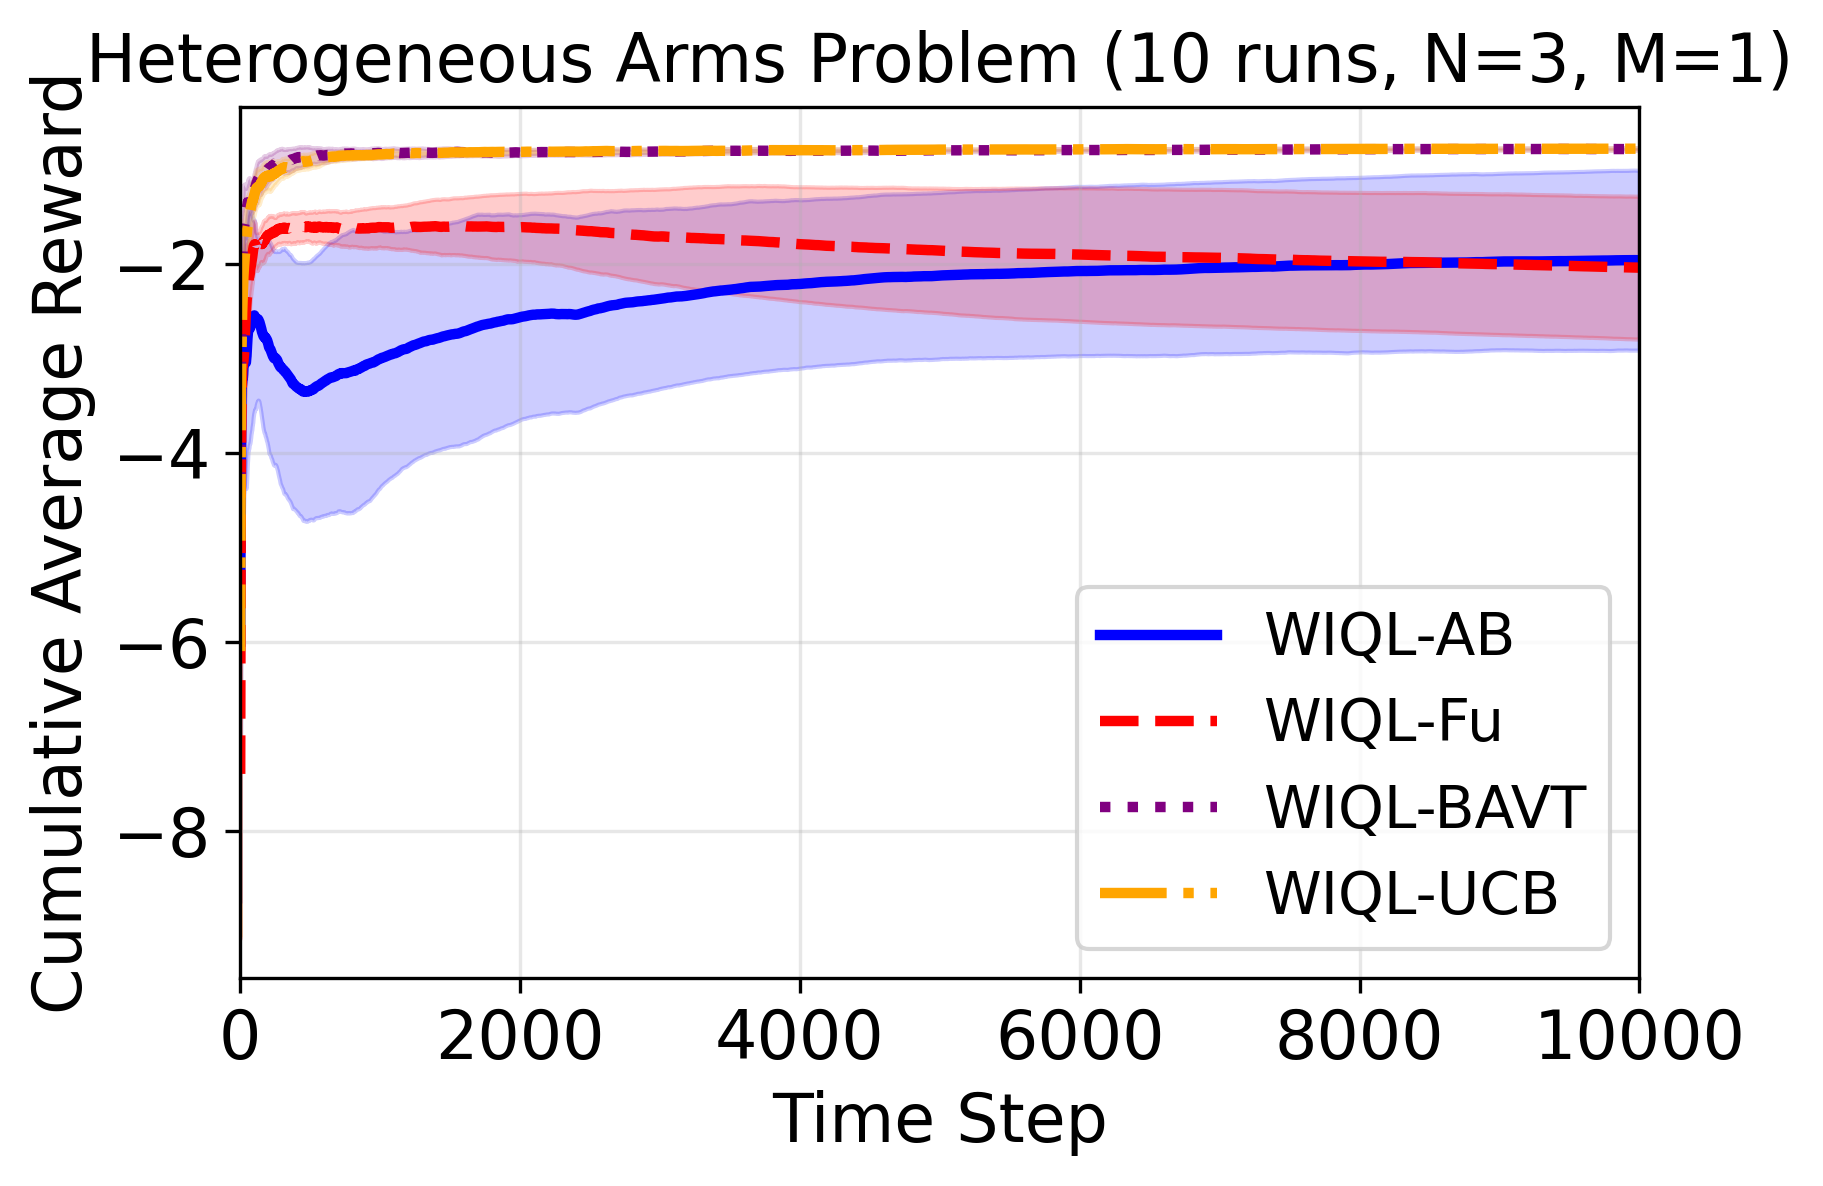 Heterogeneous Arms Problem (10 runs, N=3, M=1)
Cumulative Average Reward
−2
−4
−6
−8
WIQL-AB
WIQL-Fu
WIQL-BAVT
WIQL-UCB
0 2000 4000 6000 8000 10000
Time Step